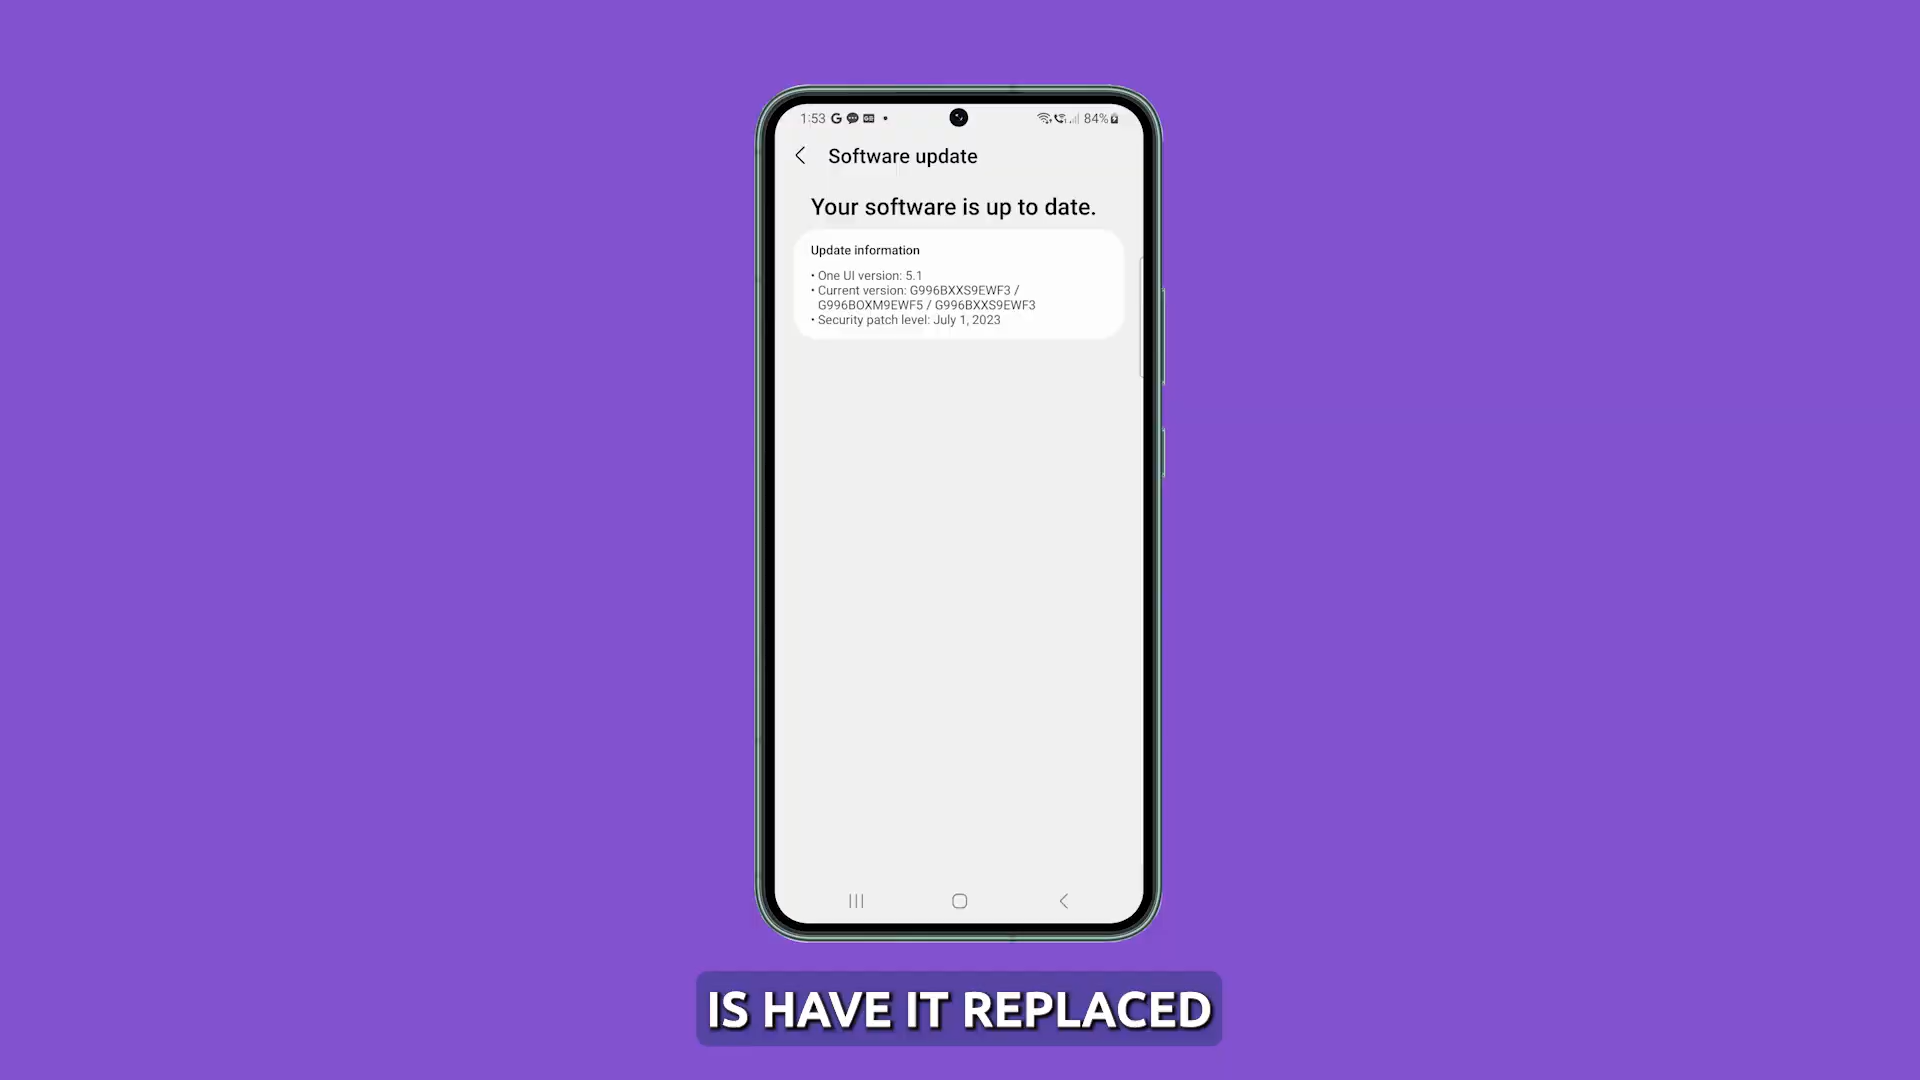 1:53 G
84%
Software update
Your software is up to date.
Update information
• One UI version: 5.1
• Current version: G996BXXS9EWF3 /
G996BOXM9EWF5 / G996BXXS9EWF3
• Security patch level: July 1, 2023
IS HAVE IT REPLACED